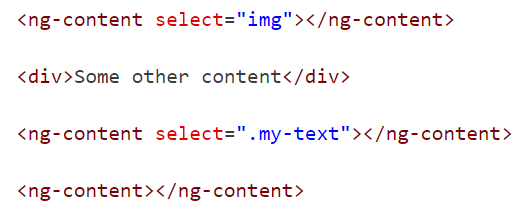 <ng-content select="img"></ng-content>
<div>Some other content</div>
<ng-content select=".my-text"></ng-content>
<ng-content></ng-content>